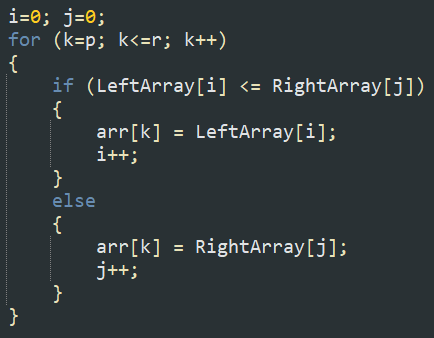 i=0; j=0;
for (k=p; k<=r; k++)
{
    if (LeftArray[i] <= RightArray[j])
    {
        arr[k] = LeftArray[i];
        i++;
    }
    else
    {
        arr[k] = RightArray[j];
        j++;
    }
}